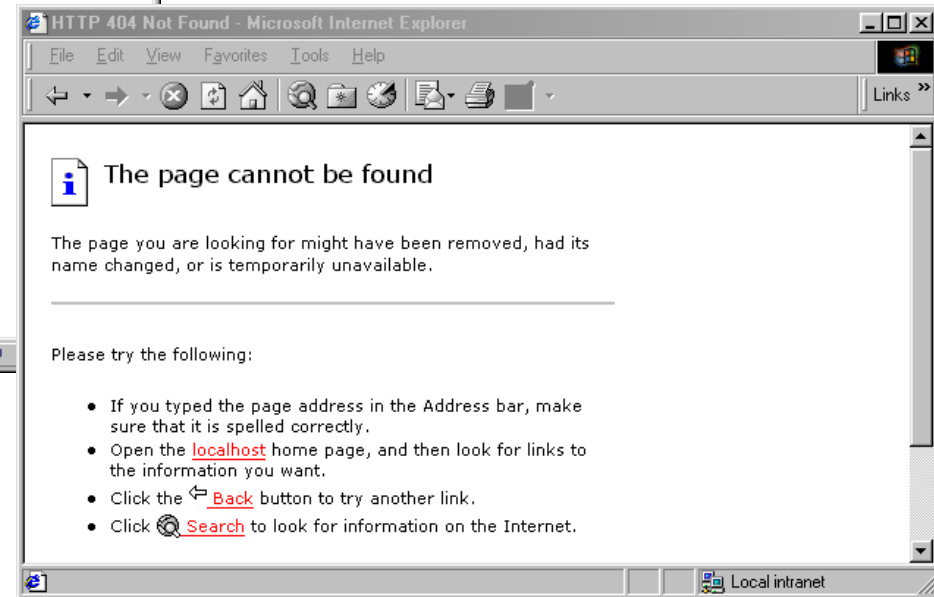 HTTP 404 Not Found - Microsoft Internet Explorer
File Edit View Favorites Tools Help
Links »
The page cannot be found
The page you are looking for might have been removed, had its
name changed, or is temporarily unavailable.
Please try the following:
● If you typed the page address in the Address bar, make
sure that it is spelled correctly.
● Open the localhost home page, and then look for links to
the information you want.
● Click the Back button to try another link.
● Click Search to look for information on the Internet.
Local intranet